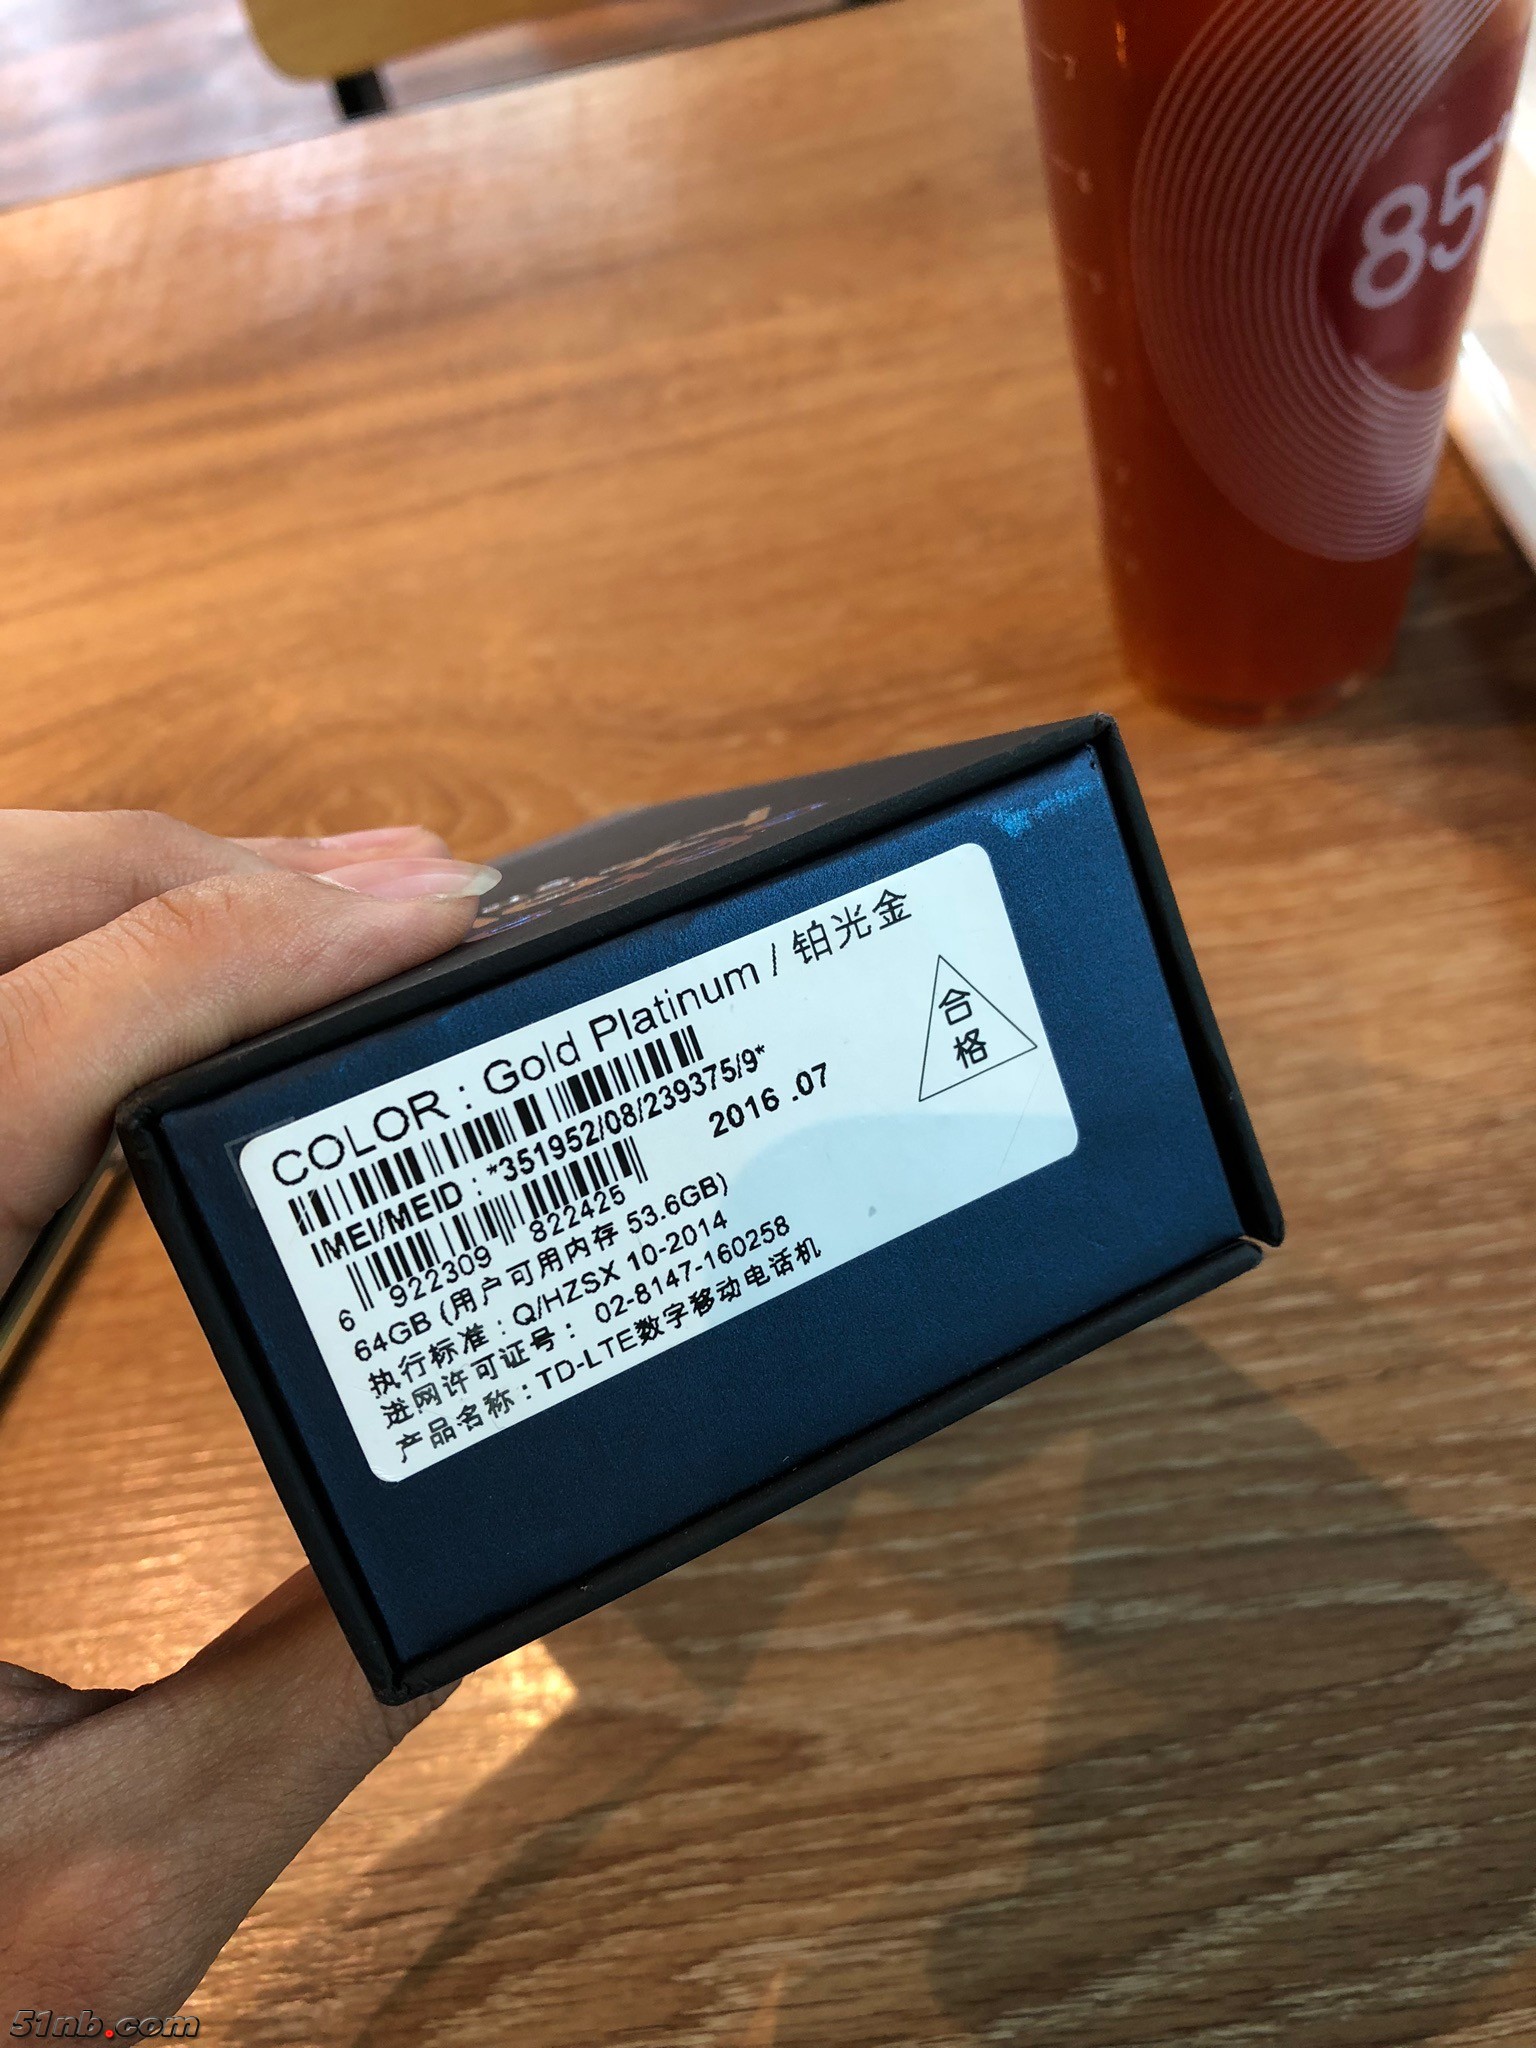 85
COLOR : Gold Platinum / 铂光金
IMEI/MEID : *351952/08/239375/9*
2016 .07
合格
6 922309 822425
64GB (用户可用内存 53.6GB)
执行标准 : Q/HZSX 10-2014
进网许可证号 : 02-8147-160258
产品名称 : TD-LTE数字移动电话机
51nb.com